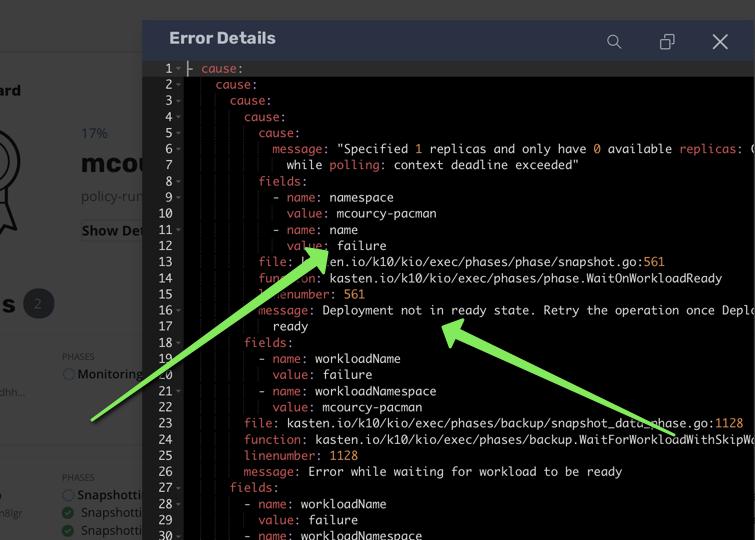 Error Details
ard
17%
mcou
policy-run
Show Det
s 2
PHASES
Monitoring
dhh...
PHASES
Snapshotti
n8lgr
Snapshotti
Snapshotti
1 - cause:
2 cause:
3 cause:
4 cause:
5 cause:
6 message: "Specified 1 replicas and only have 0 available replicas:
7 while polling: context deadline exceeded"
8 fields:
9 - name: namespace
10 value: mcourcy-pacman
11 - name: name
12 value: failure
13 file: kasten.io/k10/kio/exec/phases/phase/snapshot.go:561
14 function: kasten.io/k10/kio/exec/phases/phase.WaitOnWorkloadReady
15 linenumber: 561
16 message: Deployment not in ready state. Retry the operation once Deplo
17 ready
18 fields:
19 - name: workloadName
20 value: failure
21 - name: workloadNamespace
22 value: mcourcy-pacman
23 file: kasten.io/k10/kio/exec/phases/backup/snapshot_data_phase.go:1128
24 function: kasten.io/k10/kio/exec/phases/backup.WaitForWorkloadWithSkipWa
25 linenumber: 1128
26 message: Error while waiting for workload to be ready
27 fields:
28 - name: workloadName
29 value: failure
30 - name: workloadNamespace